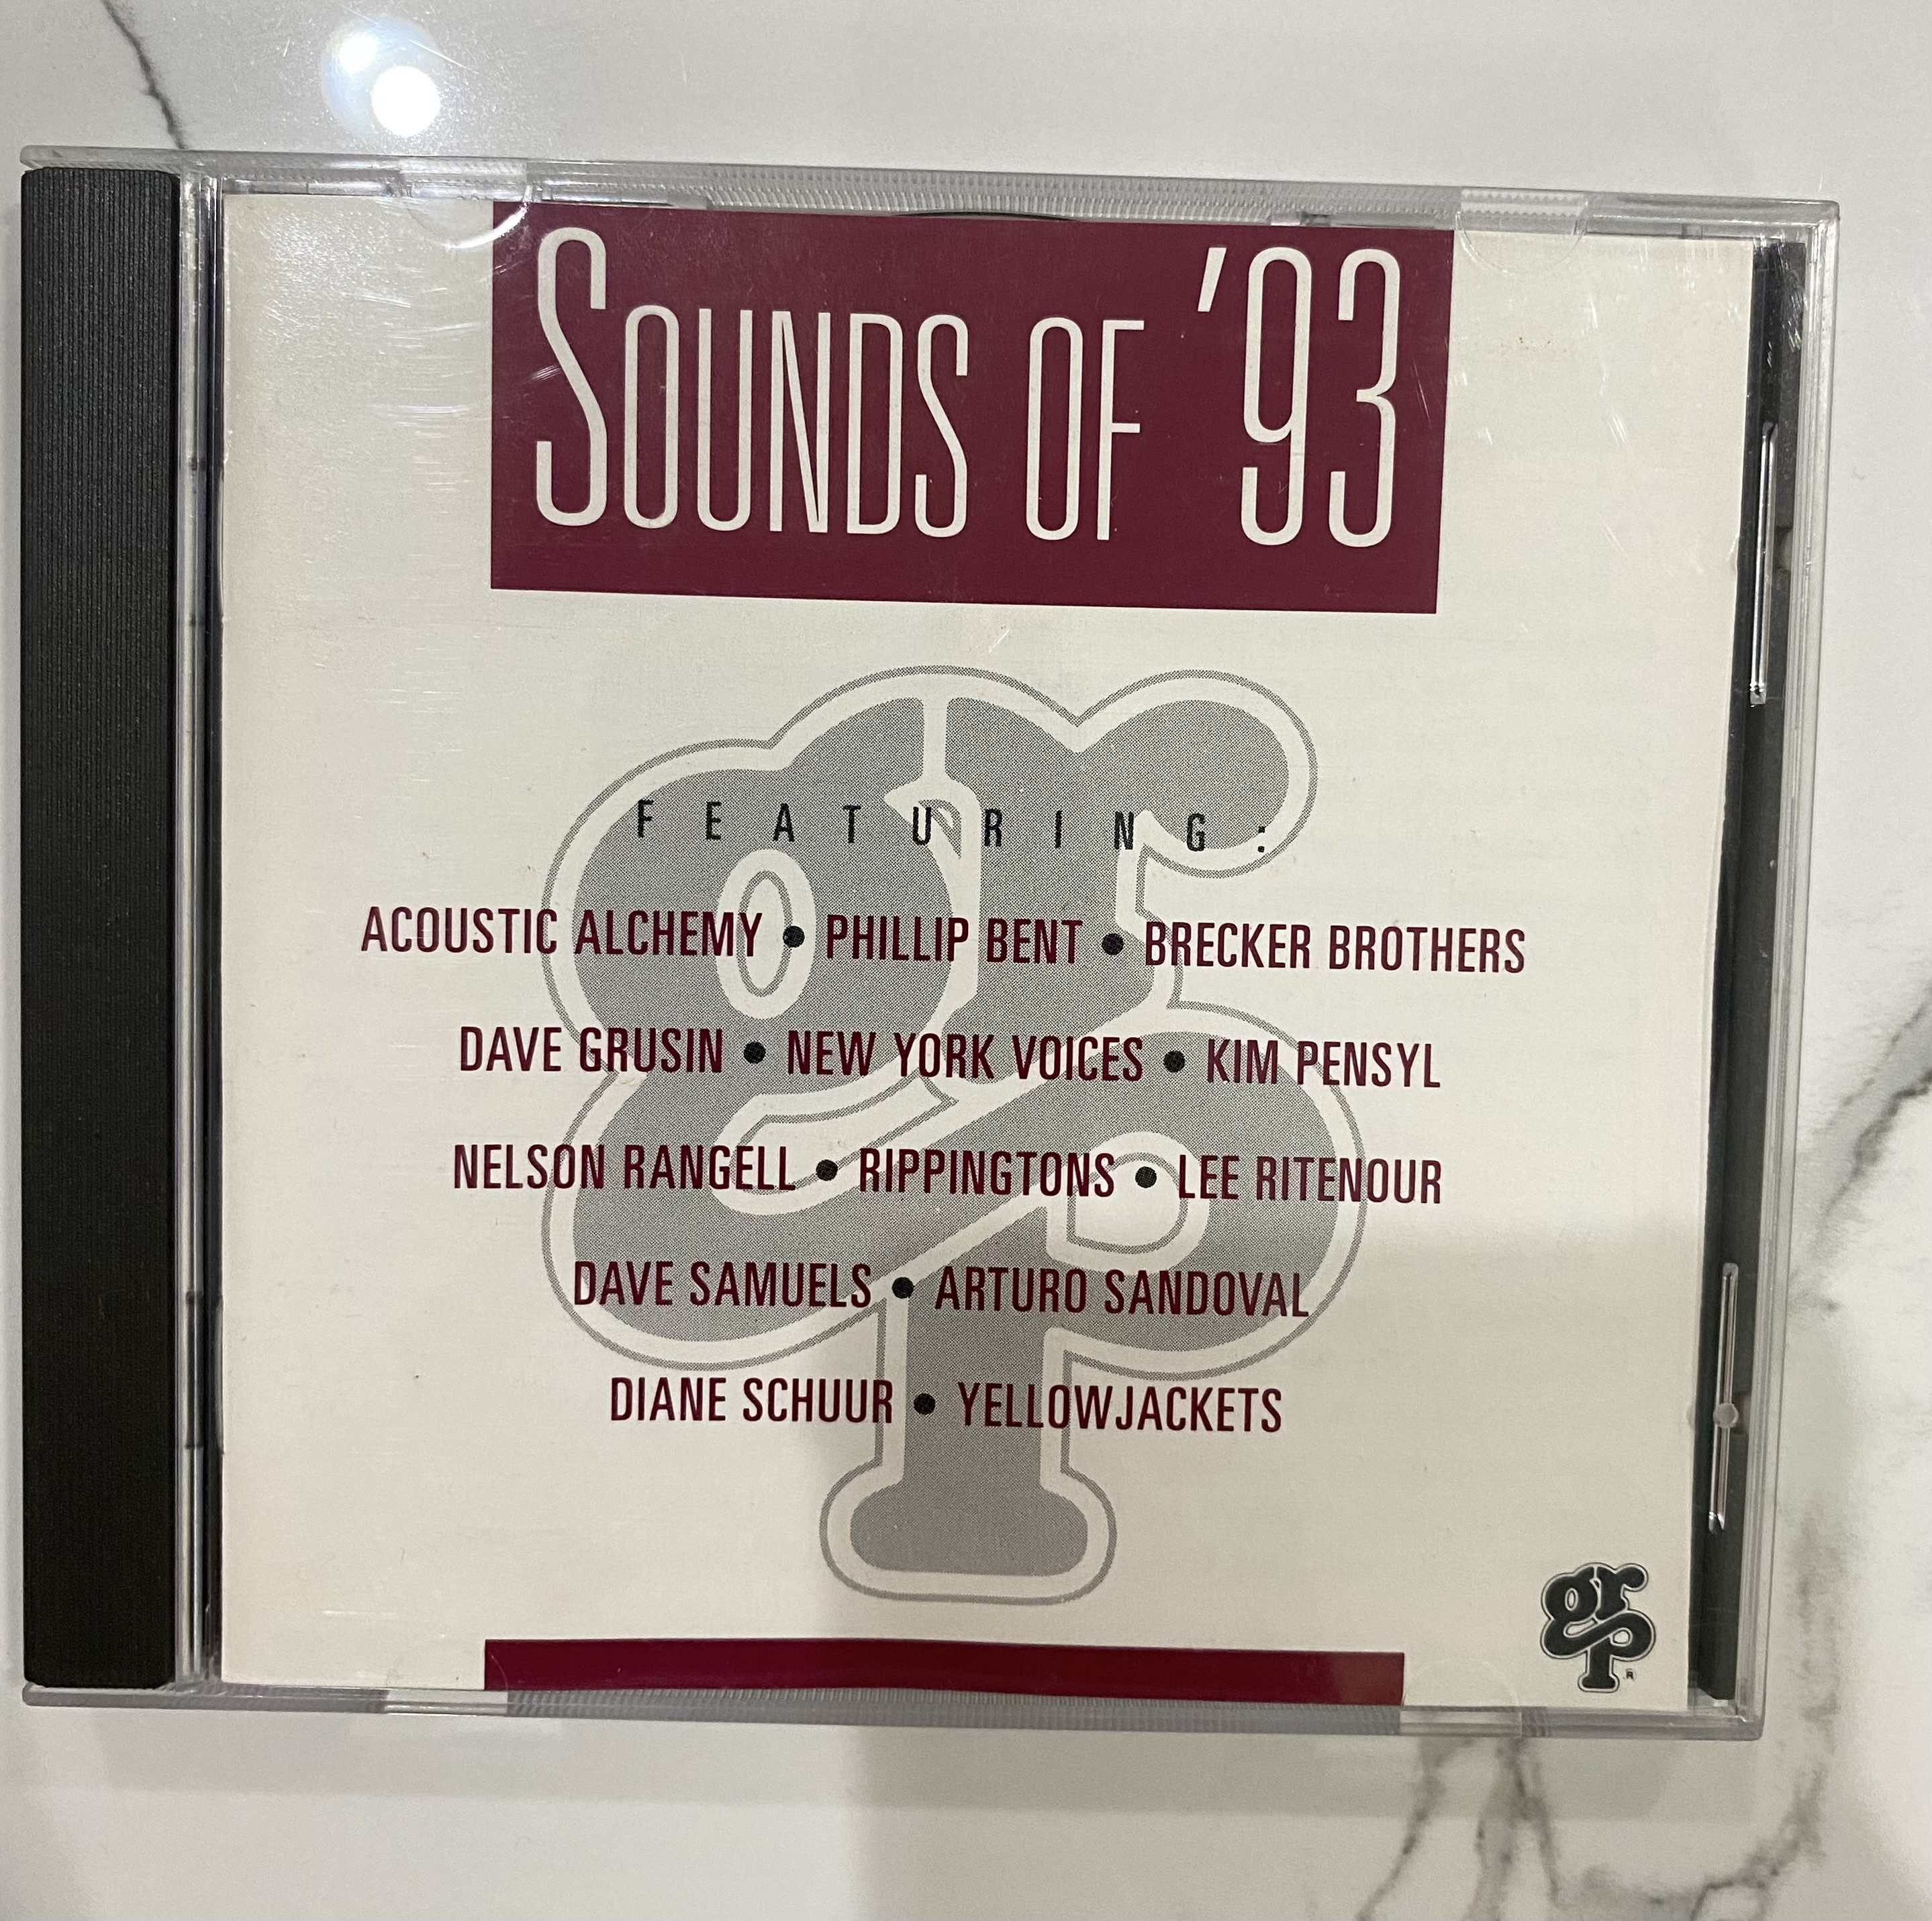 SOUNDS OF '93
grp
FEATURING:
ACOUSTIC ALCHEMY • PHILLIP BENT • BRECKER BROTHERS
DAVE GRUSIN • NEW YORK VOICES • KIM PENSYL
NELSON RANGELL • RIPPINGTONS • LEE RITENOUR
DAVE SAMUELS • ARTURO SANDOVAL
DIANE SCHUUR • YELLOWJACKETS
grp ®